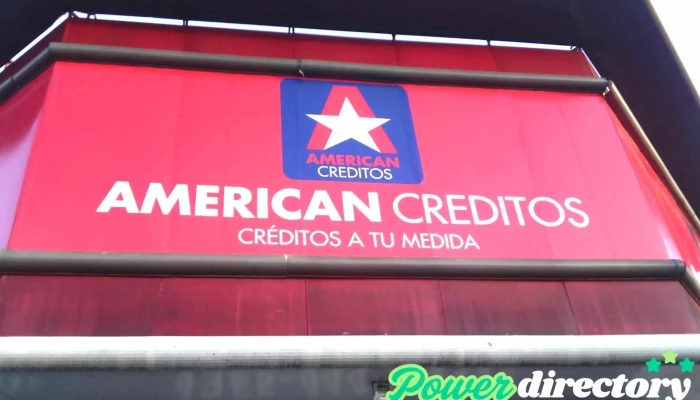 AMERICAN
CREDITOS
AMERICAN CREDITOS
CRÉDITOS A TU MEDIDA
Powerdirectory